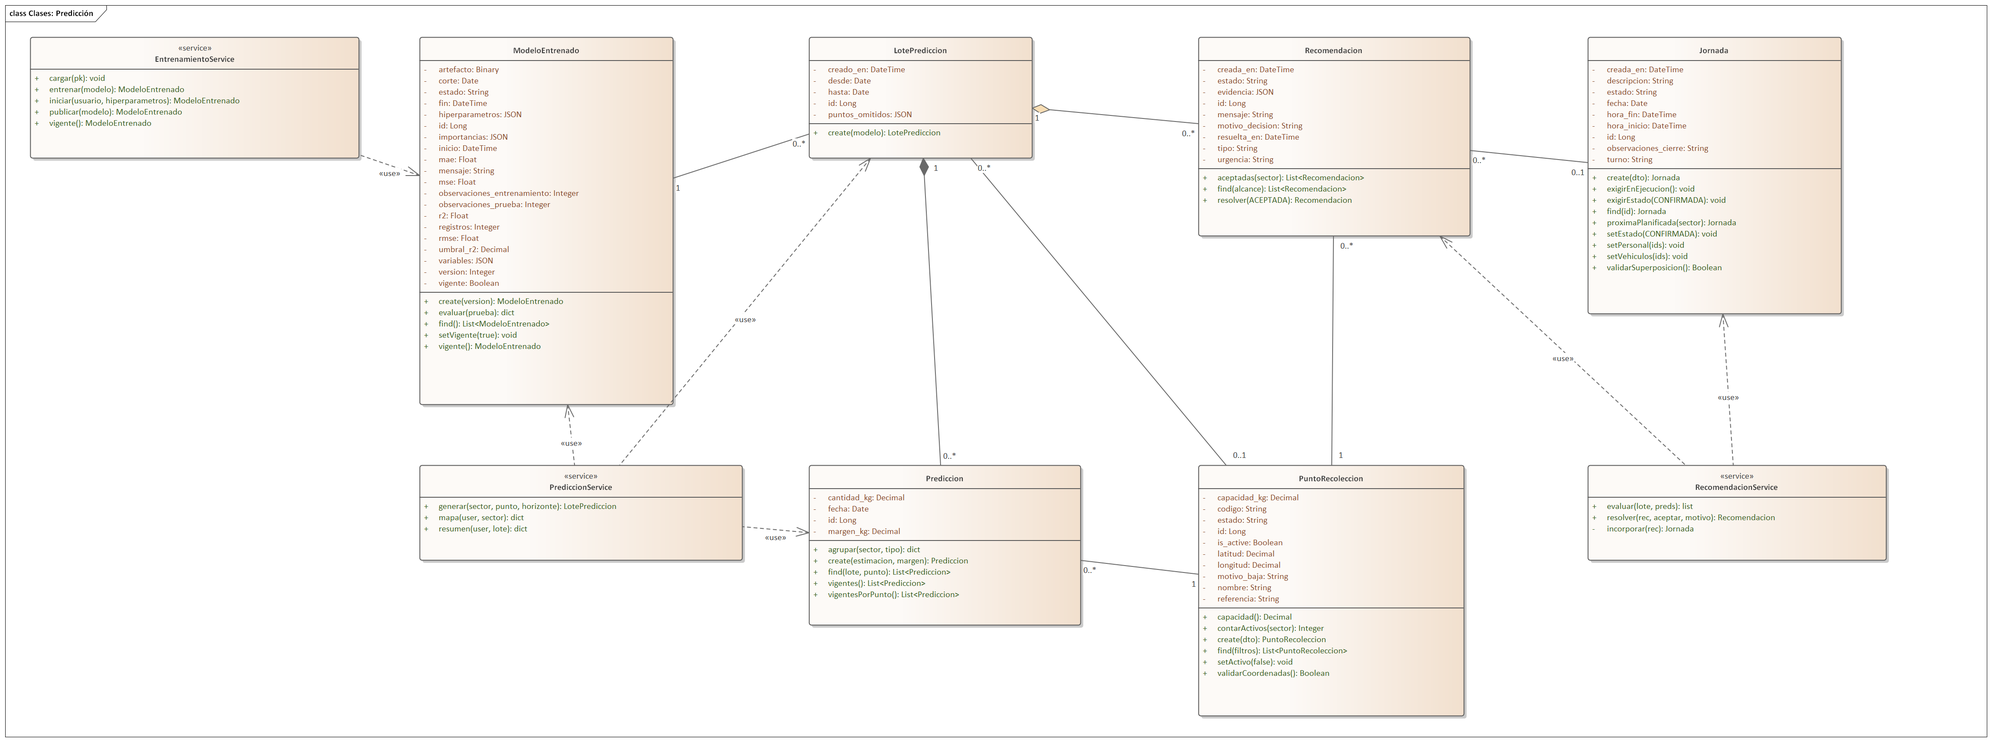 class Clases: Predicción
«service»
EntrenamientoService
+ cargar(pk): void
+ entrenar(modelo): ModeloEntrenado
+ iniciar(usuario, hiperparametros): ModeloEntrenado
+ publicar(modelo): ModeloEntrenado
+ vigente(): ModeloEntrenado
«use»
ModeloEntrenado
- artefacto: Binary
- corte: Date
- estado: String
- fin: DateTime
- hiperparametros: JSON
- id: Long
- importancias: JSON
- inicio: DateTime
- mae: Float
- mensaje: String
- mse: Float
- observaciones_entrenamiento: Integer
- observaciones_prueba: Integer
- r2: Float
- registros: Integer
- rmse: Float
- umbral_r2: Decimal
- variables: JSON
- version: Integer
- vigente: Boolean
+ create(version): ModeloEntrenado
+ evaluar(prueba): dict
+ find(): List<ModeloEntrenado>
+ setVigente(true): void
+ vigente(): ModeloEntrenado
1
0..*
LotePrediccion
- creado_en: DateTime
- desde: Date
- hasta: Date
- id: Long
- puntos_omitidos: JSON
+ create(modelo): LotePrediccion
1
0..*
1
0..*
Recomendacion
- creada_en: DateTime
- estado: String
- evidencia: JSON
- id: Long
- mensaje: String
- motivo_decision: String
- resuelta_en: DateTime
- tipo: String
- urgencia: String
+ aceptadas(sector): List<Recomendacion>
+ find(alcance): List<Recomendacion>
+ resolver(ACEPTADA): Recomendacion
0..*
0..1
0..*
Jornada
- creada_en: DateTime
- descripcion: String
- estado: String
- fecha: Date
- hora_fin: DateTime
- hora_inicio: DateTime
- id: Long
- observaciones_cierre: String
- turno: String
+ create(dto): Jornada
+ exigirEnEjecucion(): void
+ exigirEstado(CONFIRMADA): void
+ find(id): Jornada
+ proximaPlanificada(sector): Jornada
+ setEstado(CONFIRMADA): void
+ setPersonal(ids): void
+ setVehiculos(ids): void
+ validarSuperposicion(): Boolean
«use»
«use»
«use»
«use»
«service»
PrediccionService
+ generar(sector, punto, horizonte): LotePrediccion
+ mapa(user, sector): dict
+ resumen(user, lote): dict
«use»
0..*
Prediccion
- cantidad_kg: Decimal
- fecha: Date
- id: Long
- margen_kg: Decimal
+ agrupar(sector, tipo): dict
+ create(estimacion, margen): Prediccion
+ find(lote, punto): List<Prediccion>
+ vigentes(): List<Prediccion>
+ vigentesPorPunto(): List<Prediccion>
0..*
1
0..1
1
PuntoRecoleccion
- capacidad_kg: Decimal
- codigo: String
- estado: String
- id: Long
- is_active: Boolean
- latitud: Decimal
- longitud: Decimal
- motivo_baja: String
- nombre: String
- referencia: String
+ capacidad(): Decimal
+ contarActivos(sector): Integer
+ create(dto): PuntoRecoleccion
+ find(filtros): List<PuntoRecoleccion>
+ setActivo(false): void
+ validarCoordenadas(): Boolean
«service»
RecomendacionService
+ evaluar(lote, preds): list
+ resolver(rec, aceptar, motivo): Recomendacion
- incorporar(rec): Jornada